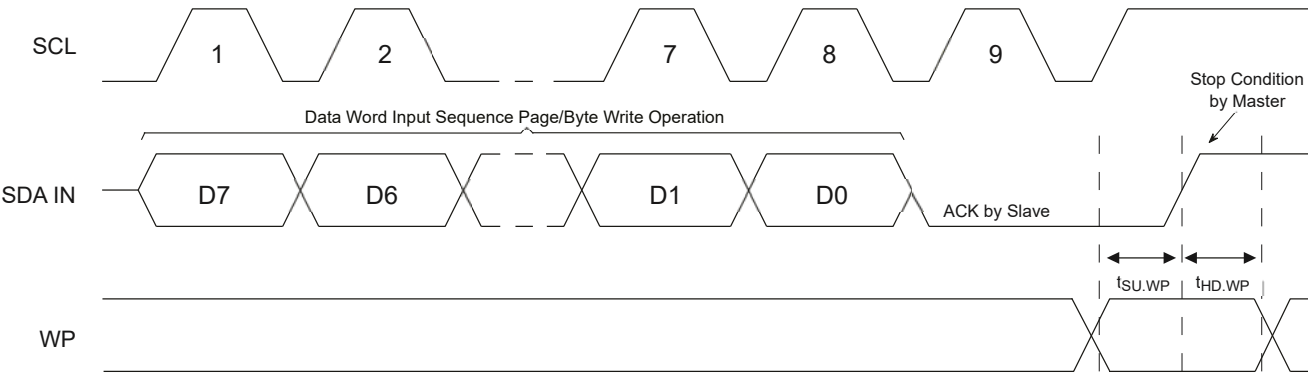 SCL
1 2 7 8 9
Stop Condition
by Master
Data Word Input Sequence Page/Byte Write Operation
SDA IN
D7 D6 D1 D0
ACK by Slave
tSU.WP tHD.WP
WP